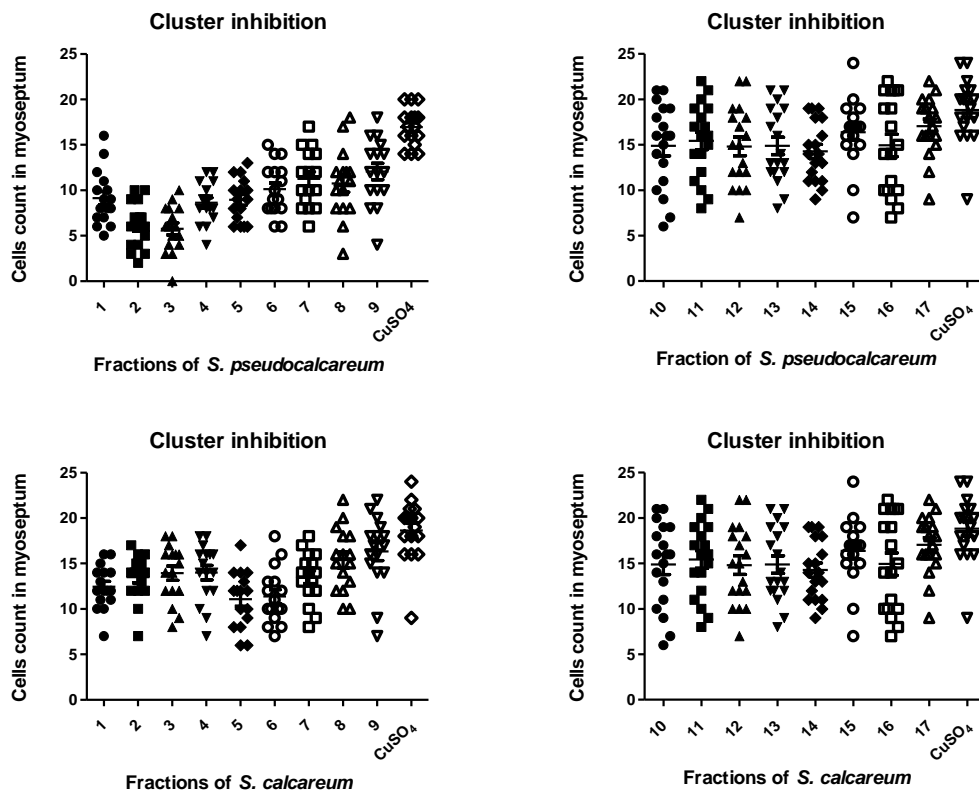 Cluster inhibition
Cells count in myoseptum
25
20
15
10
5
0
1 2 3 4 5 6 7 8 9 CuSO4
Fractions of S. pseudocalcareum
Cluster inhibition
Cells count in myoseptum
25
20
15
10
5
0
10 11 12 13 14 15 16 17 CuSO₄
Fraction of S. pseudocalcareum
Cluster inhibition
Cells count in myoseptum
25
20
15
10
5
0
1 2 3 4 5 6 7 8 9 CuSO₄
Fractions of S. calcareum
Cluster inhibition
Cells count in myoseptum
25
20
15
10
5
0
10 11 12 13 14 15 16 17 CuSO₄
Fractions of S. calcareum